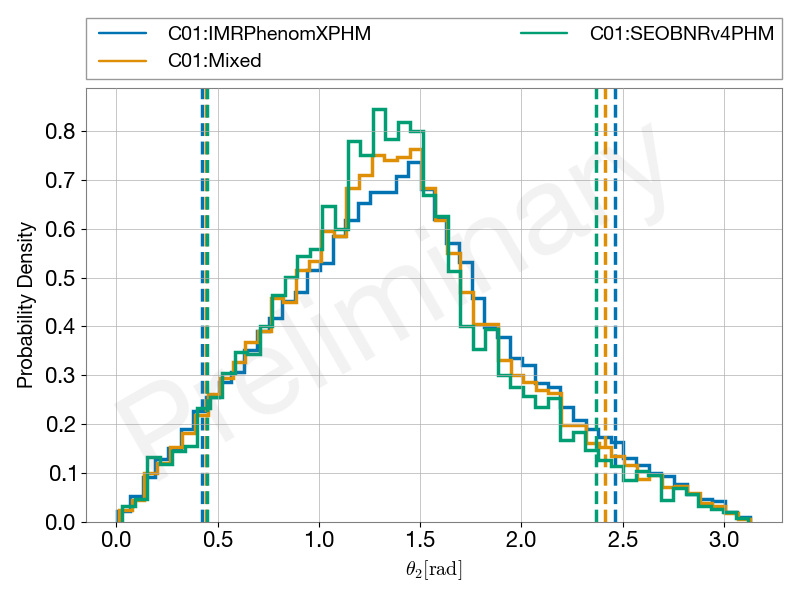 C01:IMRPhenomXPHM
C01:SEOBNRv4PHM
C01:Mixed
Preliminary
Probability Density
0.8
0.7
0.6
0.5
0.4
0.3
0.2
0.1
0.0
0.0 0.5 1.0 1.5 2.0 2.5 3.0
θ₂[rad]